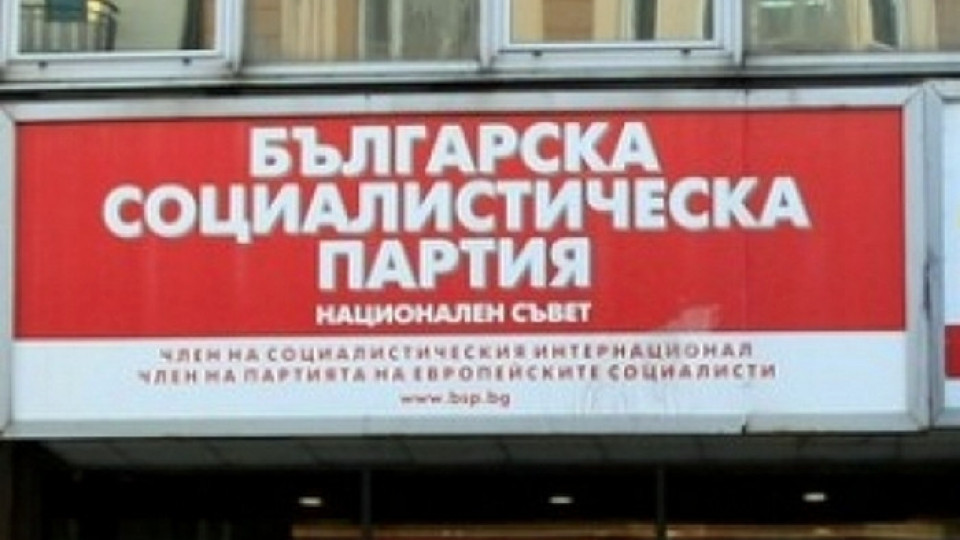 БЪЛГАРСКА
СОЦИАЛИСТИЧЕСКА
ПАРТИЯ
НАЦИОНАЛЕН СЪВЕТ
ЧЛЕН НА СОЦИАЛИСТИЧЕСКИЯ ИНТЕРНАЦИОНАЛ
ЧЛЕН НА ПАРТИЯТА НА ЕВРОПЕЙСКИТЕ СОЦИАЛИСТИ
www.bsp.bg